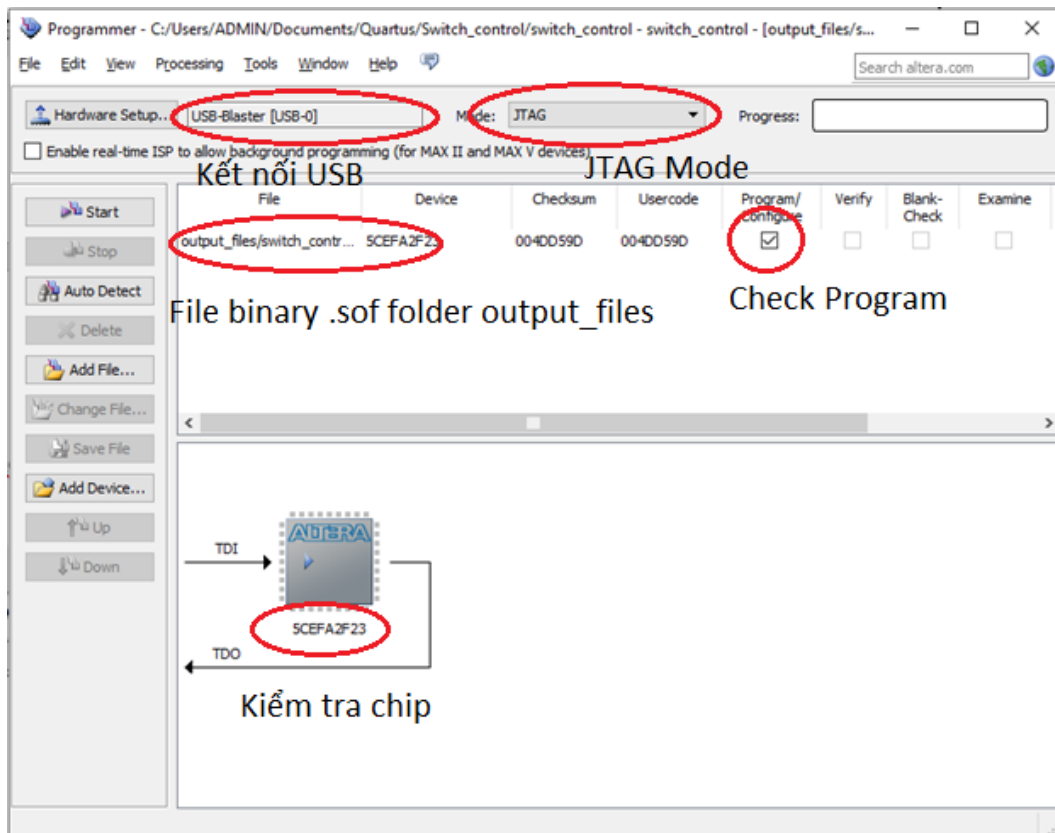 Programmer - C:/Users/ADMIN/Documents/Quartus/Switch_control/switch_control - switch_control - [output_files/s...
File Edit View Processing Tools Window Help
Search altera.com
Hardware Setup... USB-Blaster [USB-0] Mode: JTAG Progress:
Enable real-time ISP to allow background programming (for MAX II and MAX V devices)
Kết nối USB JTAG Mode
File Device Checksum Usercode Program/ Configure Verify Blank- Check Examine
output_files/switch_contr... 5CEFA2F23 004DD59D 004DD59D
File binary .sof folder output_files
Check Program
Start
Stop
Auto Detect
Delete
Add File...
Change File...
Save File
Add Device...
Up
Down
ALTERA
TDI
5CEFA2F23
TDO
Kiểm tra chip